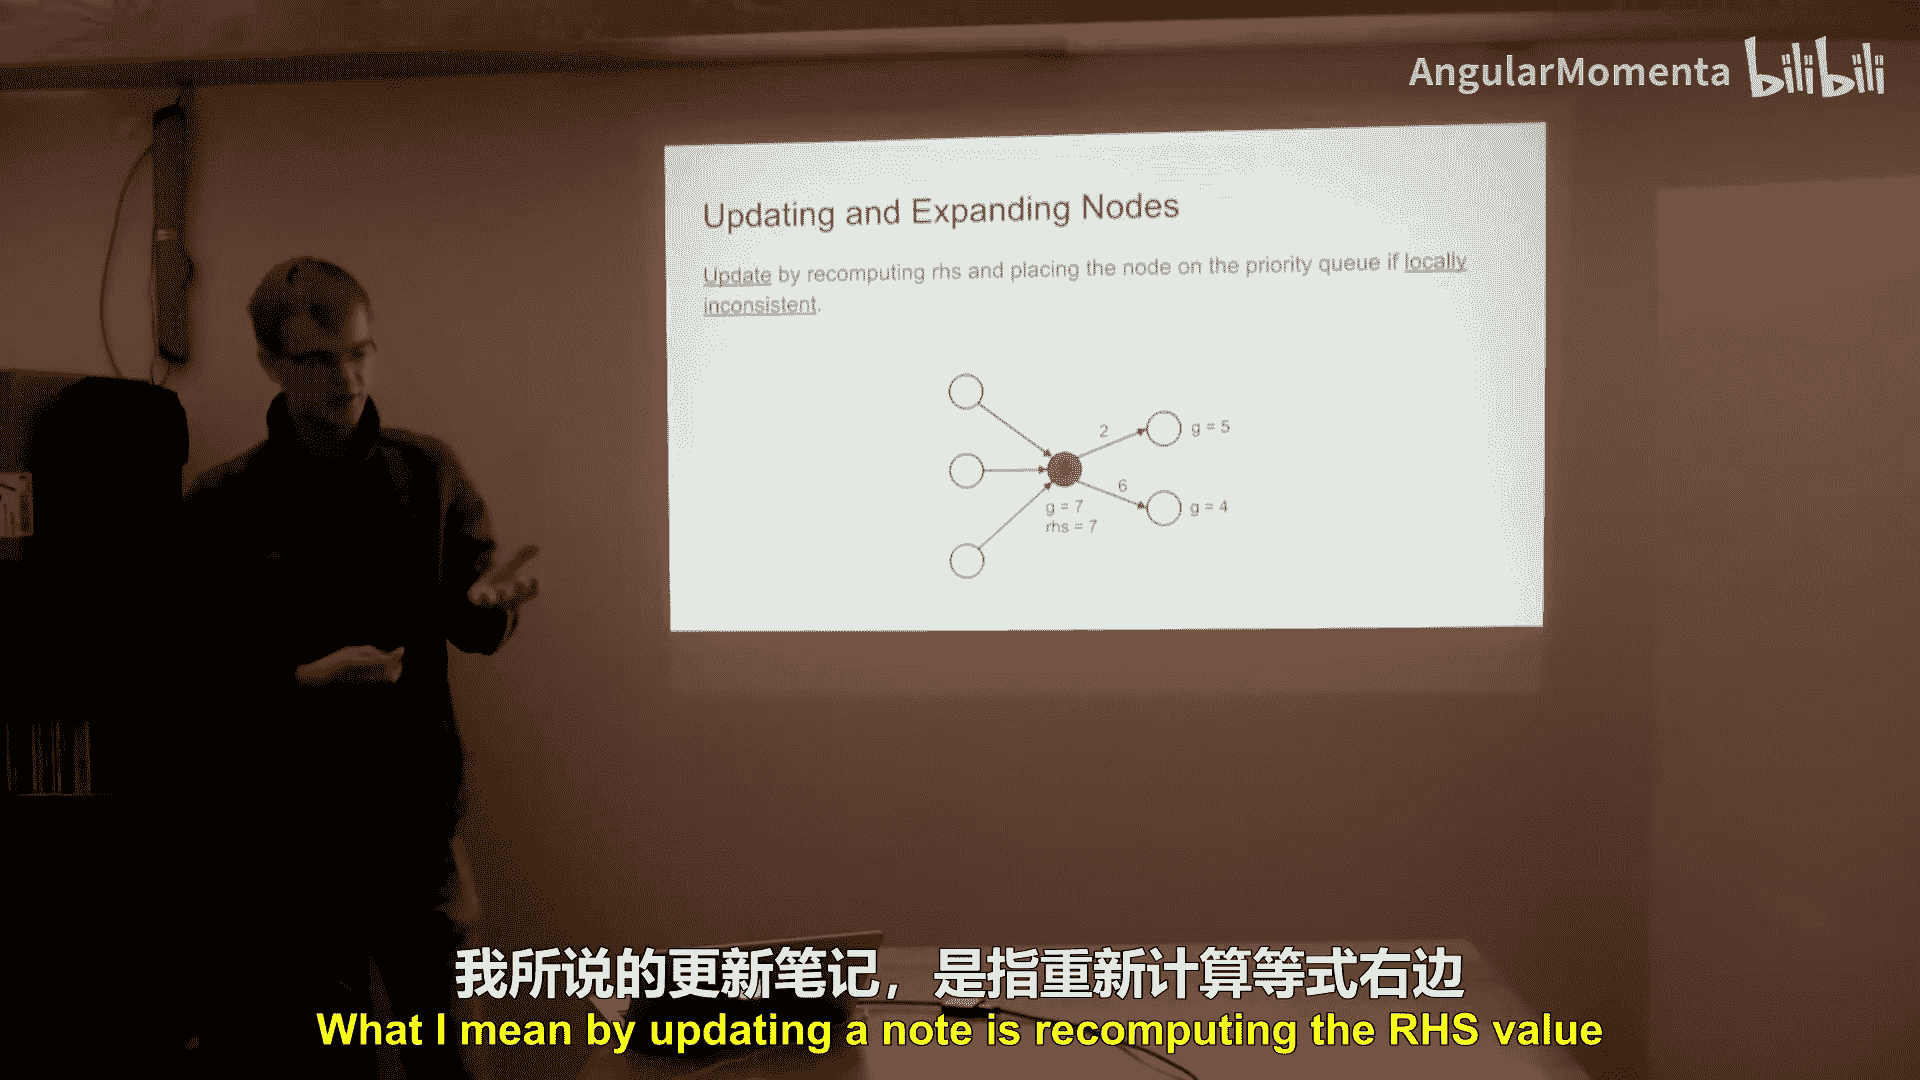 AngularMomenta bilibili
Updating and Expanding Nodes
Update by recomputing rhs and placing the node on the priority queue if locally
inconsistent.
2
g = 5
6
g = 7
g = 4
rhs = 7
我所说的更新笔记，是指重新计算等式右边
What I mean by updating a note is recomputing the RHS value